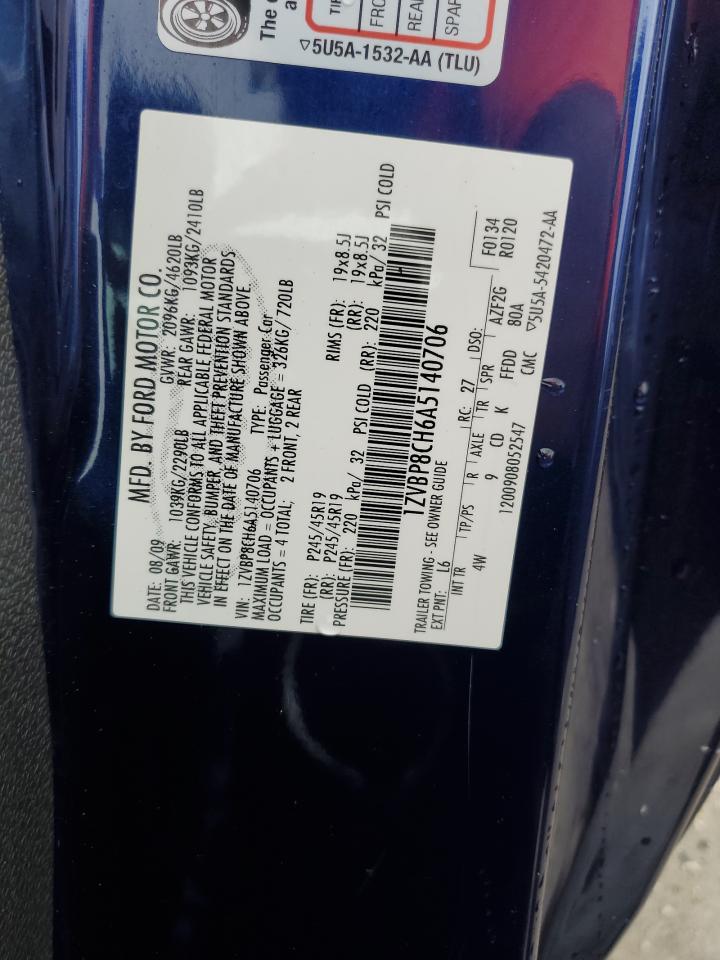 The
a
TI
FRO
REAR
SPAR
▽5U5A-1532-AA (TLU)
MFD. BY FORD MOTOR CO.
DATE: 08/09 GVWR: 2096KG/4620LB
FRONT GAWR: 1039KG/2290LB REAR GAWR: 1093KG/2410LB
THIS VEHICLE CONFORMS TO ALL APPLICABLE FEDERAL MOTOR
VEHICLE SAFETY, BUMPER, AND THEFT PREVENTION STANDARDS
IN EFFECT ON THE DATE OF MANUFACTURE SHOWN ABOVE.
VIN: 1ZVBP8CH6A5140706 TYPE: Passenger Car
MAXIMUM LOAD = OCCUPANTS + LUGGAGE = 326KG/ 720LB
OCCUPANTS = 4 TOTAL: 2 FRONT, 2 REAR
TIRE (FR): P245/45R19 RIMS (FR): 19x8.5J
(RR): P245/45R19 (RR): 19x8.5J
PRESSURE (FR): 220 kPa/ 32 PSI COLD (RR): 220 kPa/ 32 PSI COLD
1ZVBP8CH6A5140706
TRAILER TOWING - SEE OWNER GUIDE
EXT PNT: L6 RC: 27 DSO: F0134
R0120
INT TR TP/PS R AXLE TR SPR AZF2G
4W 9 CD K FFDD 80A
1200908052547 CMC ▽5U5A-5420472-AA